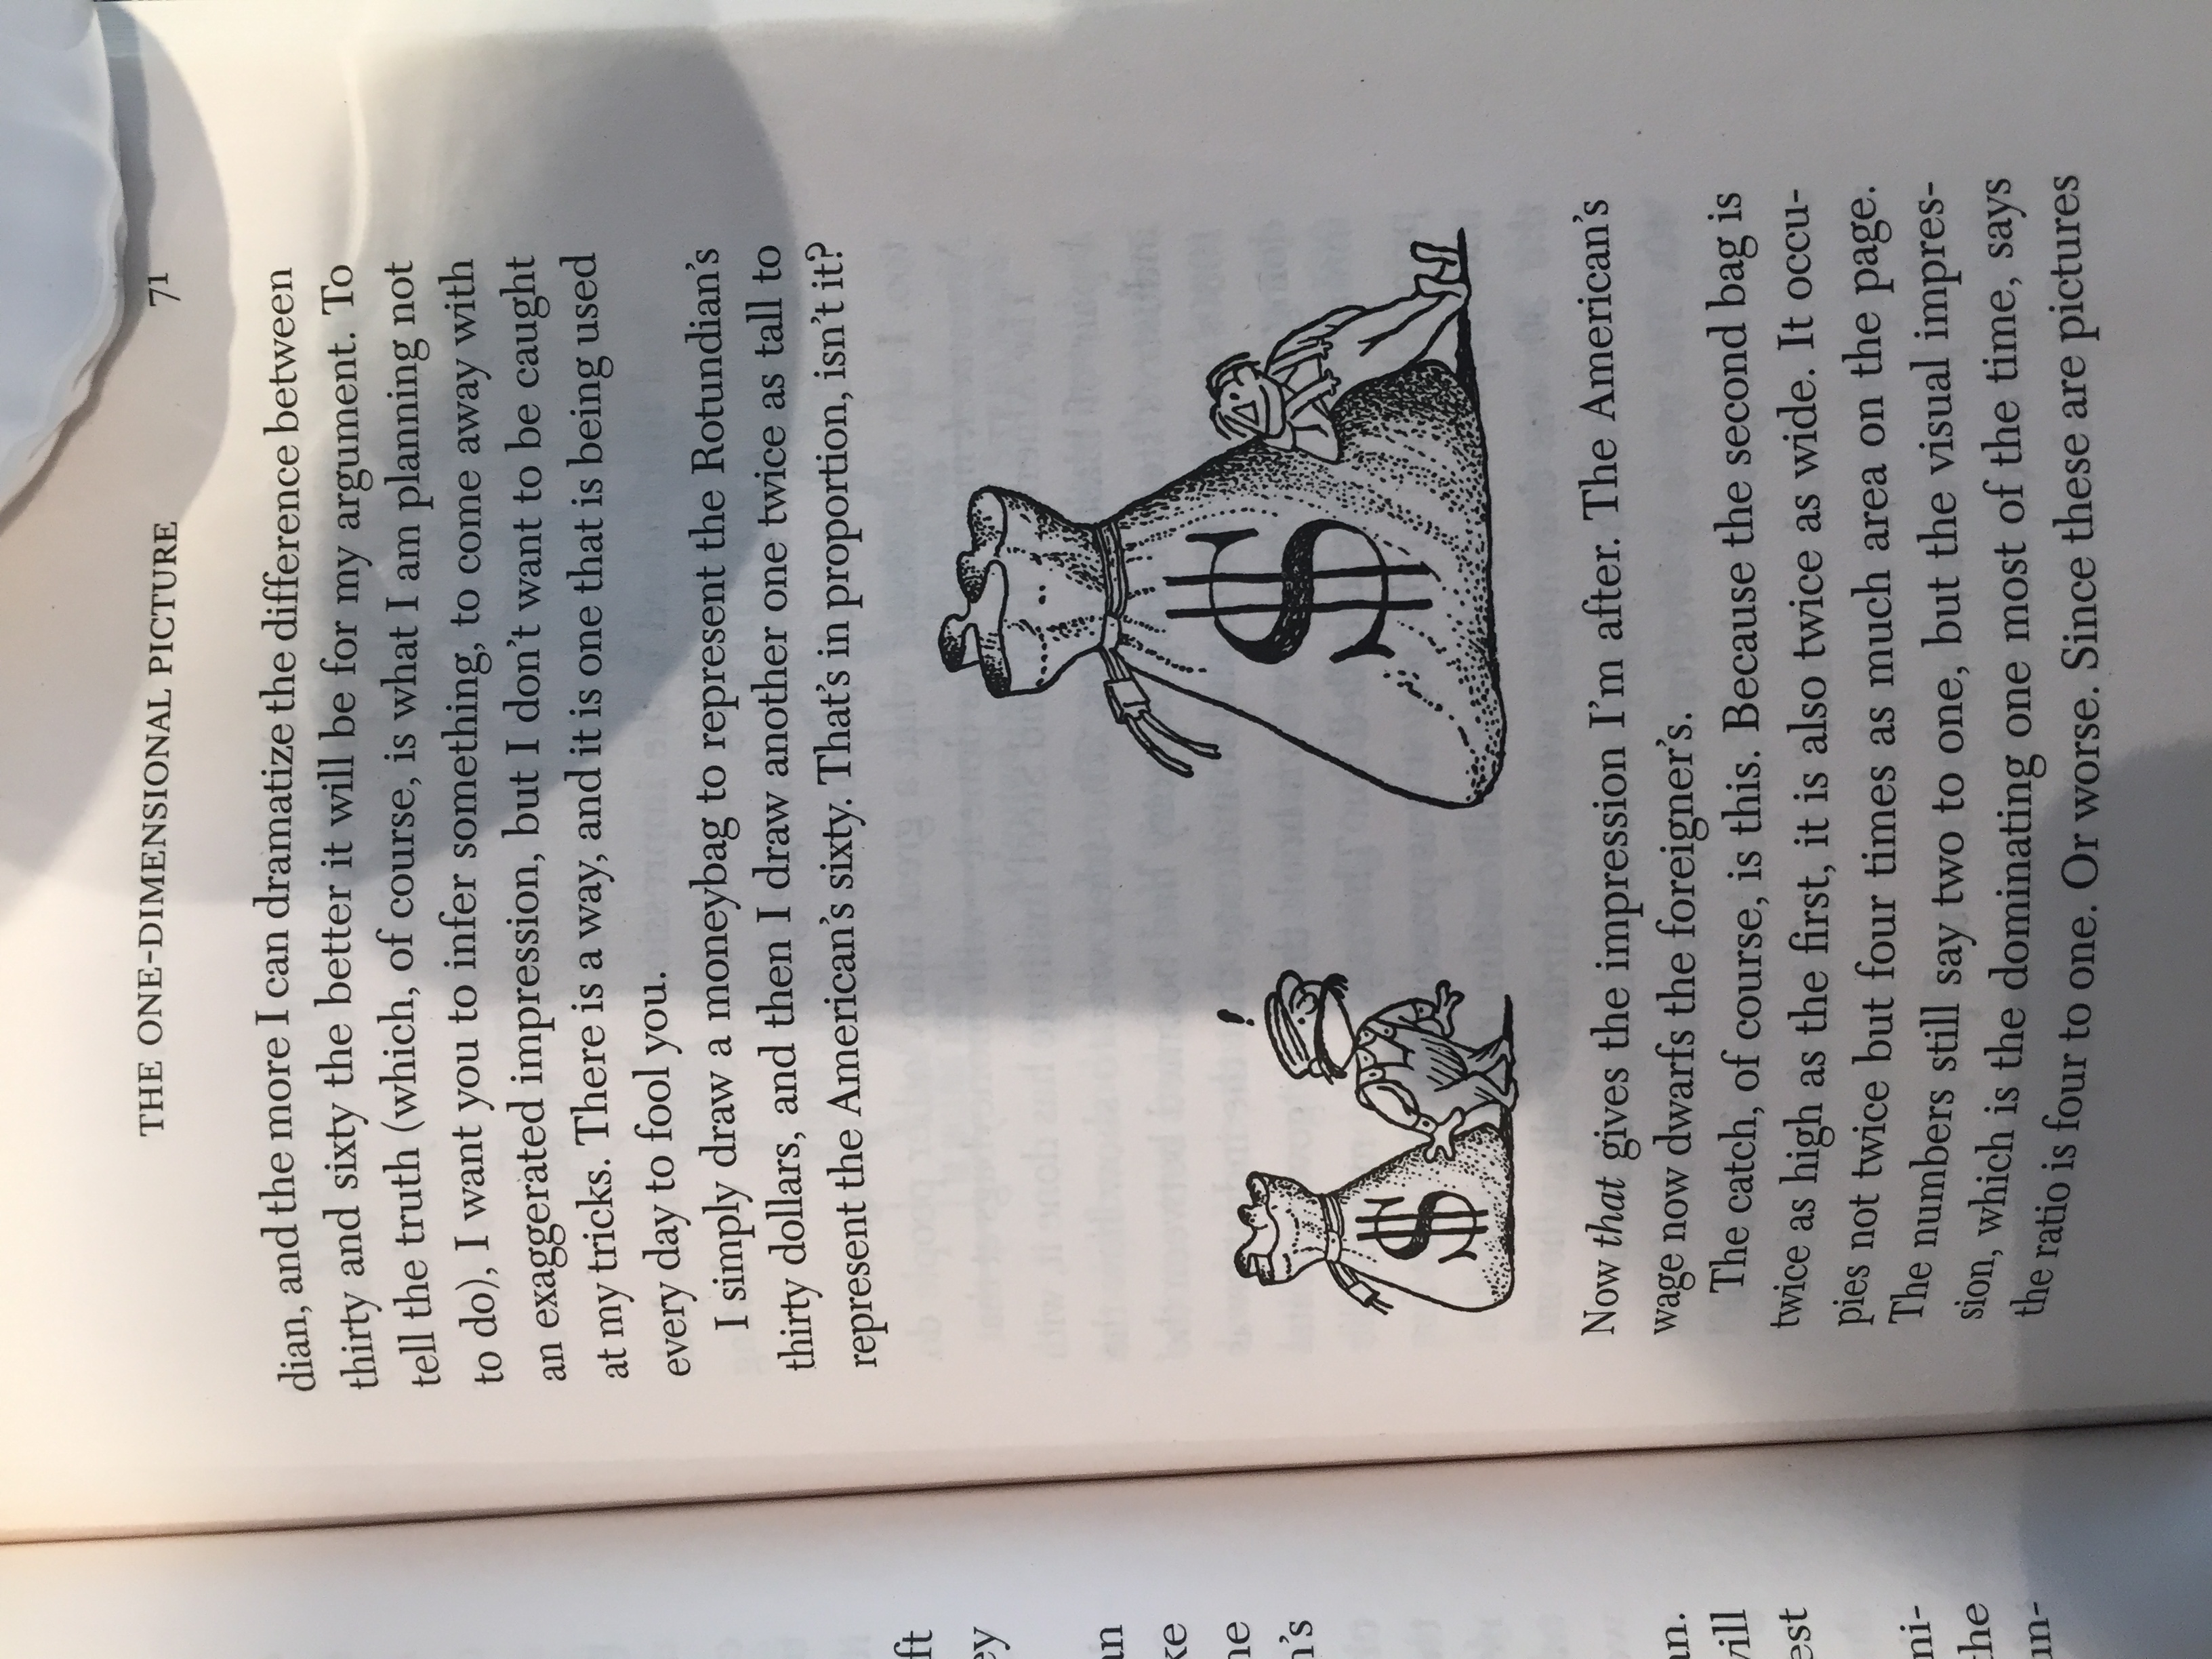 THE ONE-DIMENSIONAL PICTURE 71
dian, and the more I can dramatize the difference between
thirty and sixty the better it will be for my argument. To
tell the truth (which, of course, is what I am planning not
to do), I want you to infer something, to come away with
an exaggerated impression, but I don't want to be caught
at my tricks. There is a way, and it is one that is being used
every day to fool you.
I simply draw a moneybag to represent the Rotundian's
thirty dollars, and then I draw another one twice as tall to
represent the American's sixty. That's in proportion, isn't it?
!
$
$
Now that gives the impression I'm after. The American's
wage now dwarfs the foreigner's.
The catch, of course, is this. Because the second bag is
twice as high as the first, it is also twice as wide. It occu-
pies not twice but four times as much area on the page.
The numbers still say two to one, but the visual impres-
sion, which is the dominating one most of the time, says
the ratio is four to one. Or worse. Since these are pictures